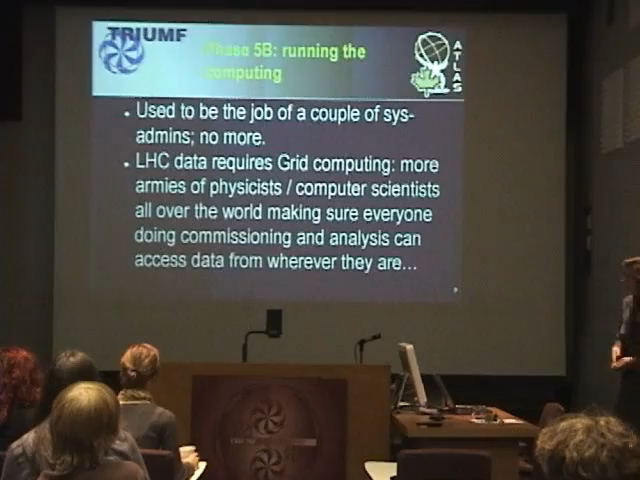 TRIUMF
Phase 5B: running the
computing
ATLAS
• Used to be the job of a couple of sys-
admins; no more.
• LHC data requires Grid computing: more
armies of physicists / computer scientists
all over the world making sure everyone
doing commissioning and analysis can
access data from wherever they are…